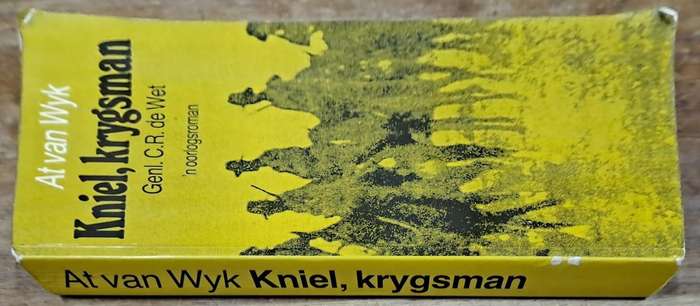 At van Wyk
Kniel, krygsman
Genl. C.R. de Wet
'n oorlogsroman
At van Wyk Kniel, krygsman